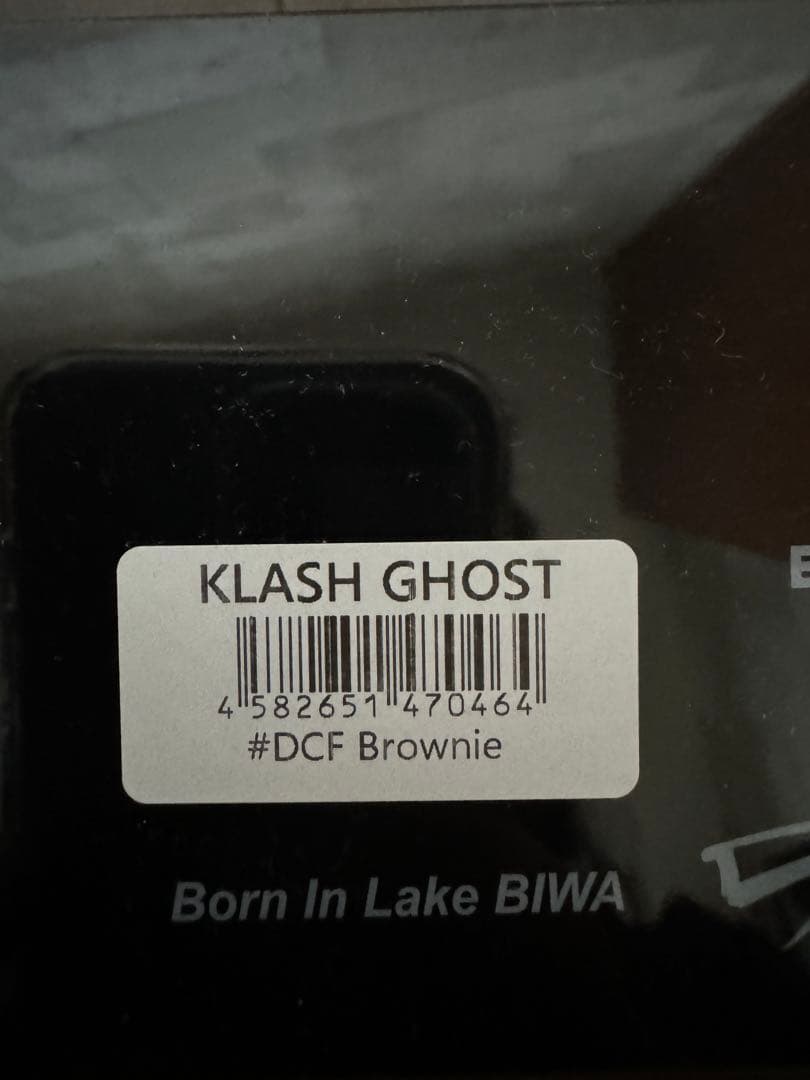 KLASH GHOST
4 582651 470464
#DCF Brownie
Born In Lake BIWA